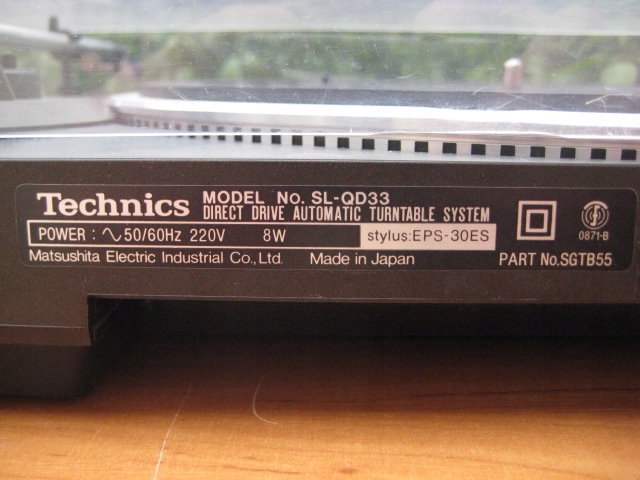 Technics MODEL No. SL-QD33
DIRECT DRIVE AUTOMATIC TURNTABLE SYSTEM
POWER : ∿50/60Hz 220V 8W stylus:EPS-30ES
0871-B
Matsushita Electric Industrial Co.,Ltd. Made in Japan PART No.SGTB55